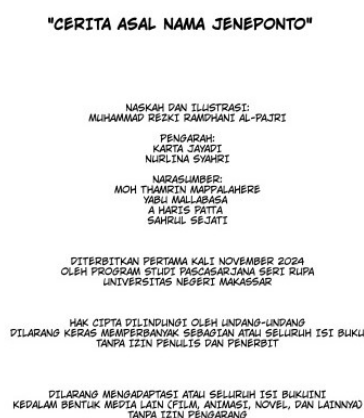 "CERITA ASAL NAMA JENEPONTO"
NASKAH DAN ILUSTRASI:
MUHAMMAD REZKI RAMDHANI AL-PAJRI
PENGARAH:
KARTA JAYADI
NURLINA SYAHRI
NARASUMBER:
MOH THAMRIN MAPPALAHERE
YABU MALLABASA
A HARIS PATTA
SAHRUL SEJATI
DITERBITKAN PERTAMA KALI NOVEMBER 2024
OLEH PROGRAM STUDI PASCASARJANA SERI RUPA
UNIVERSITAS NEGERI MAKASSAR
HAK CIPTA DILINDUNGI OLEH UNDANG-UNDANG
DILARANG KERAS MEMPERBANYAK SEBAGIAN ATAU SELURUH ISI BUKU
TANPA IZIN PENULIS DAN PENERBIT
DILARANG MENGADAPTASI ATAU SELURUH ISI BUKUINI
KEDALAM BENTUK MEDIA LAIN (FILM, ANIMASI, NOVEL, DAN LAINNYA)
TANPA IZIN PENGARANG